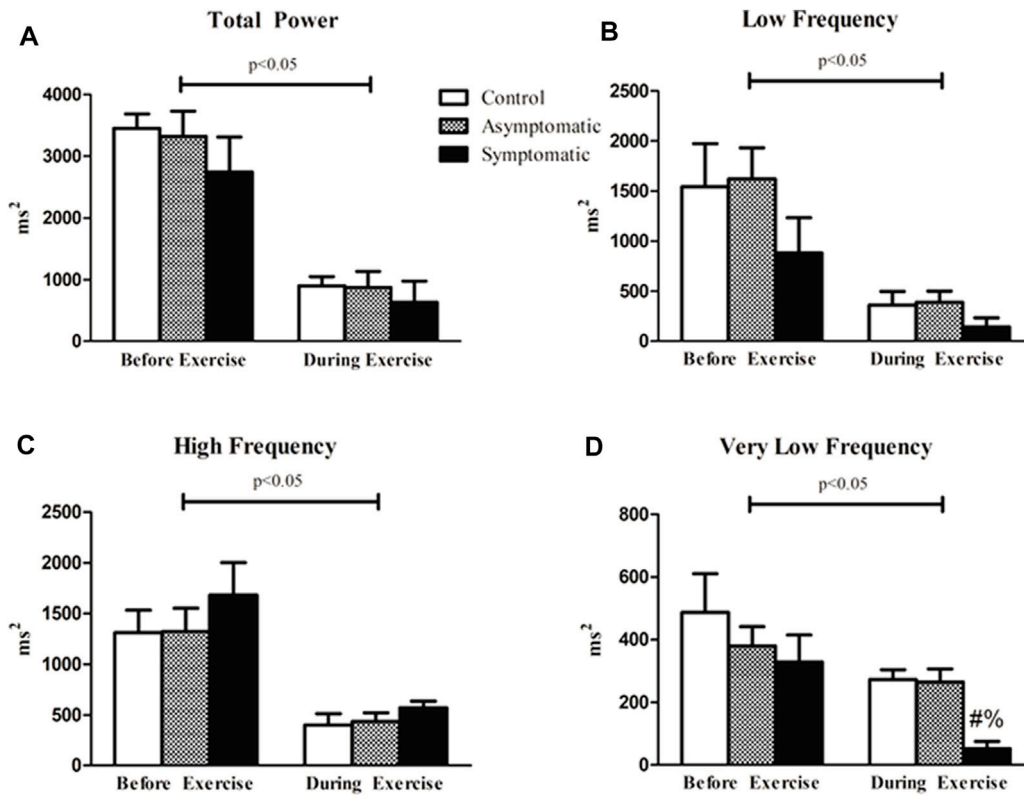 A
Total Power
p<0.05
4000
3000
2000
1000
0
ms²
Before Exercise
During Exercise
Control
Asymptomatic
Symptomatic
B
Low Frequency
p<0.05
2500
2000
1500
1000
500
0
ms²
Before Exercise
During Exercise
C
High Frequency
p<0.05
2500
2000
1500
1000
500
0
ms²
Before Exercise
During Exercise
D
Very Low Frequency
p<0.05
800
600
400
200
0
ms²
#%
Before Exercise
During Exercise